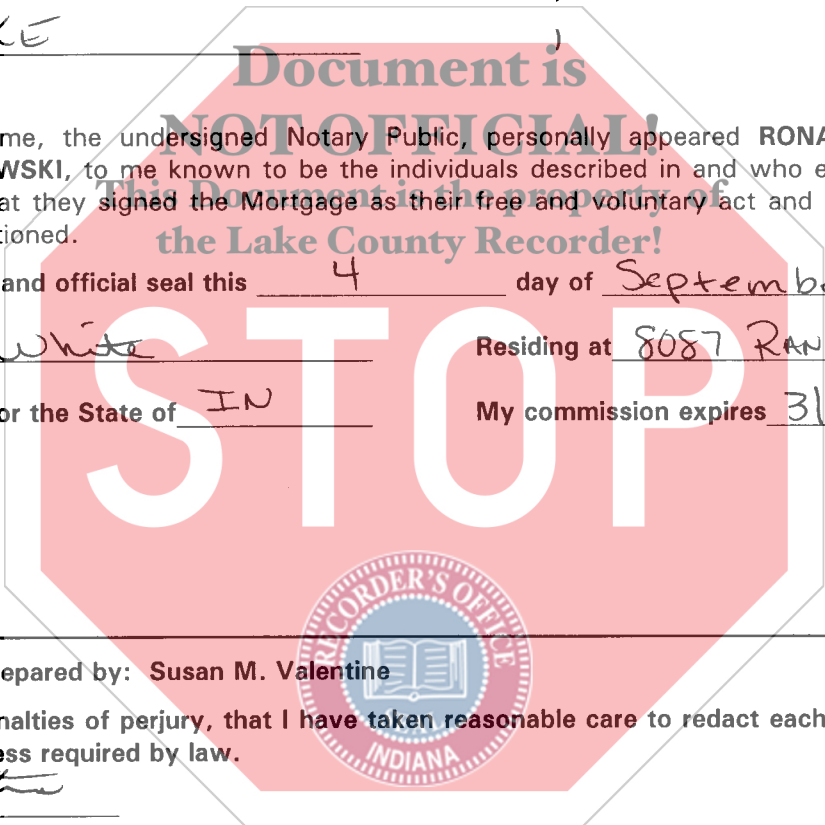 KE )
Document is
NOT OFFICIAL!
me, the undersigned Notary Public, personally appeared RONA
WSKI, to me known to be the individuals described in and who e
This Document is the property of
at they signed the Mortgage as their free and voluntary act and
tioned.
the Lake County Recorder!
and official seal this 4 day of Septemb
STOP
White Residing at 8087 RAN
or the State of IN My commission expires 3/
RECORDER'S OFFICE
epared by: Susan M. Valentine
SEAL
nalties of perjury, that I have taken reasonable care to redact each
ess required by law.
INDIANA